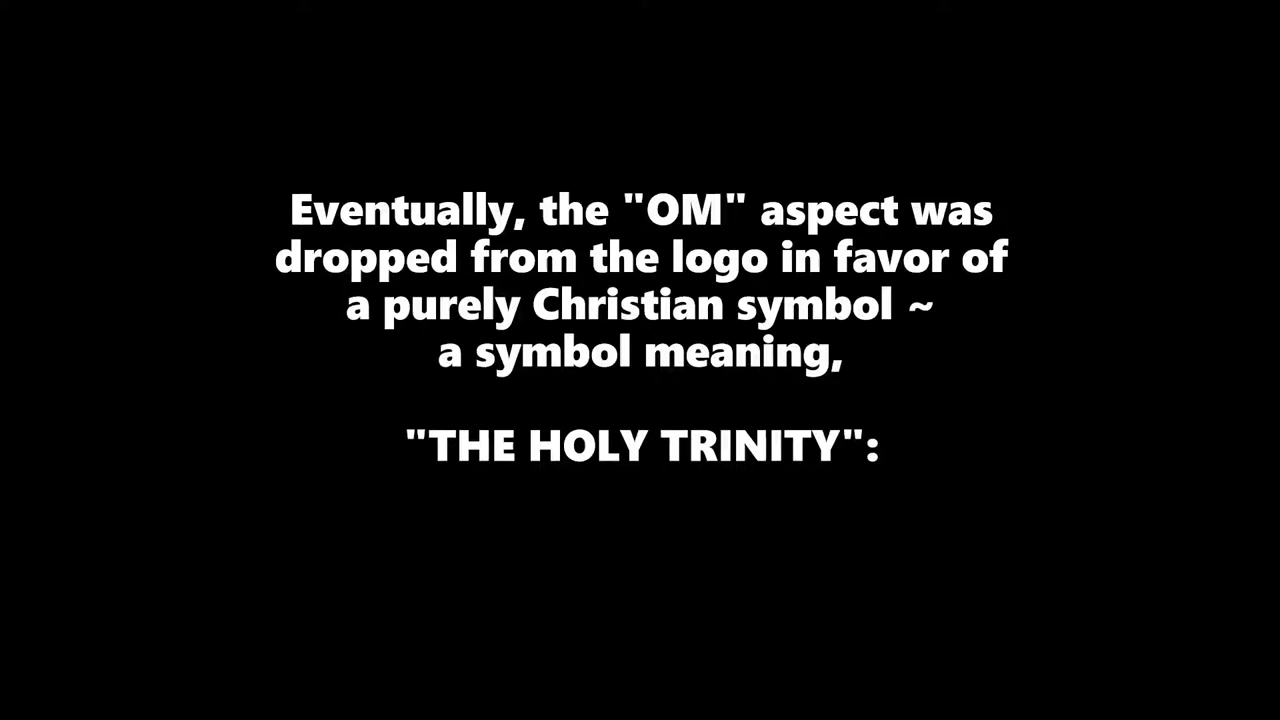 Eventually, the "OM" aspect was
dropped from the logo in favor of
a purely Christian symbol ~
a symbol meaning,
"THE HOLY TRINITY":